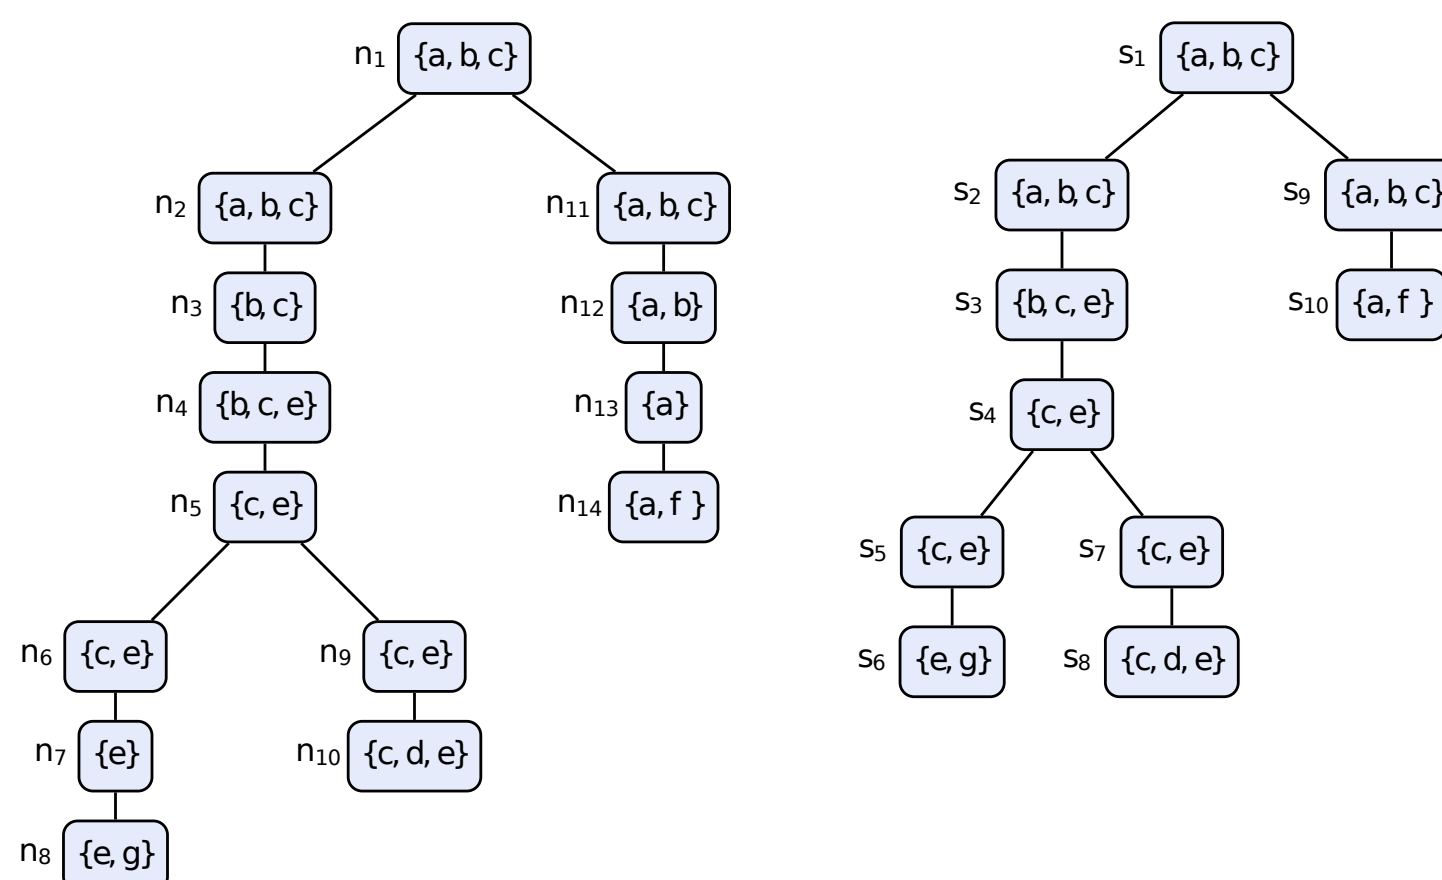 n1 {a, b, c}
s1 {a, b, c}
n2 {a, b, c}
n11 {a, b, c}
s2 {a, b, c}
s9 {a, b, c}
n3 {b, c}
n12 {a, b}
s3 {b, c, e}
s10 {a, f }
n4 {b, c, e}
n13 {a}
s4 {c, e}
n5 {c, e}
n14 {a, f }
s5 {c, e}
s7 {c, e}
n6 {c, e}
n9 {c, e}
s6 {e, g}
s8 {c, d, e}
n7 {e}
n10 {c, d, e}
n8 {e, g}